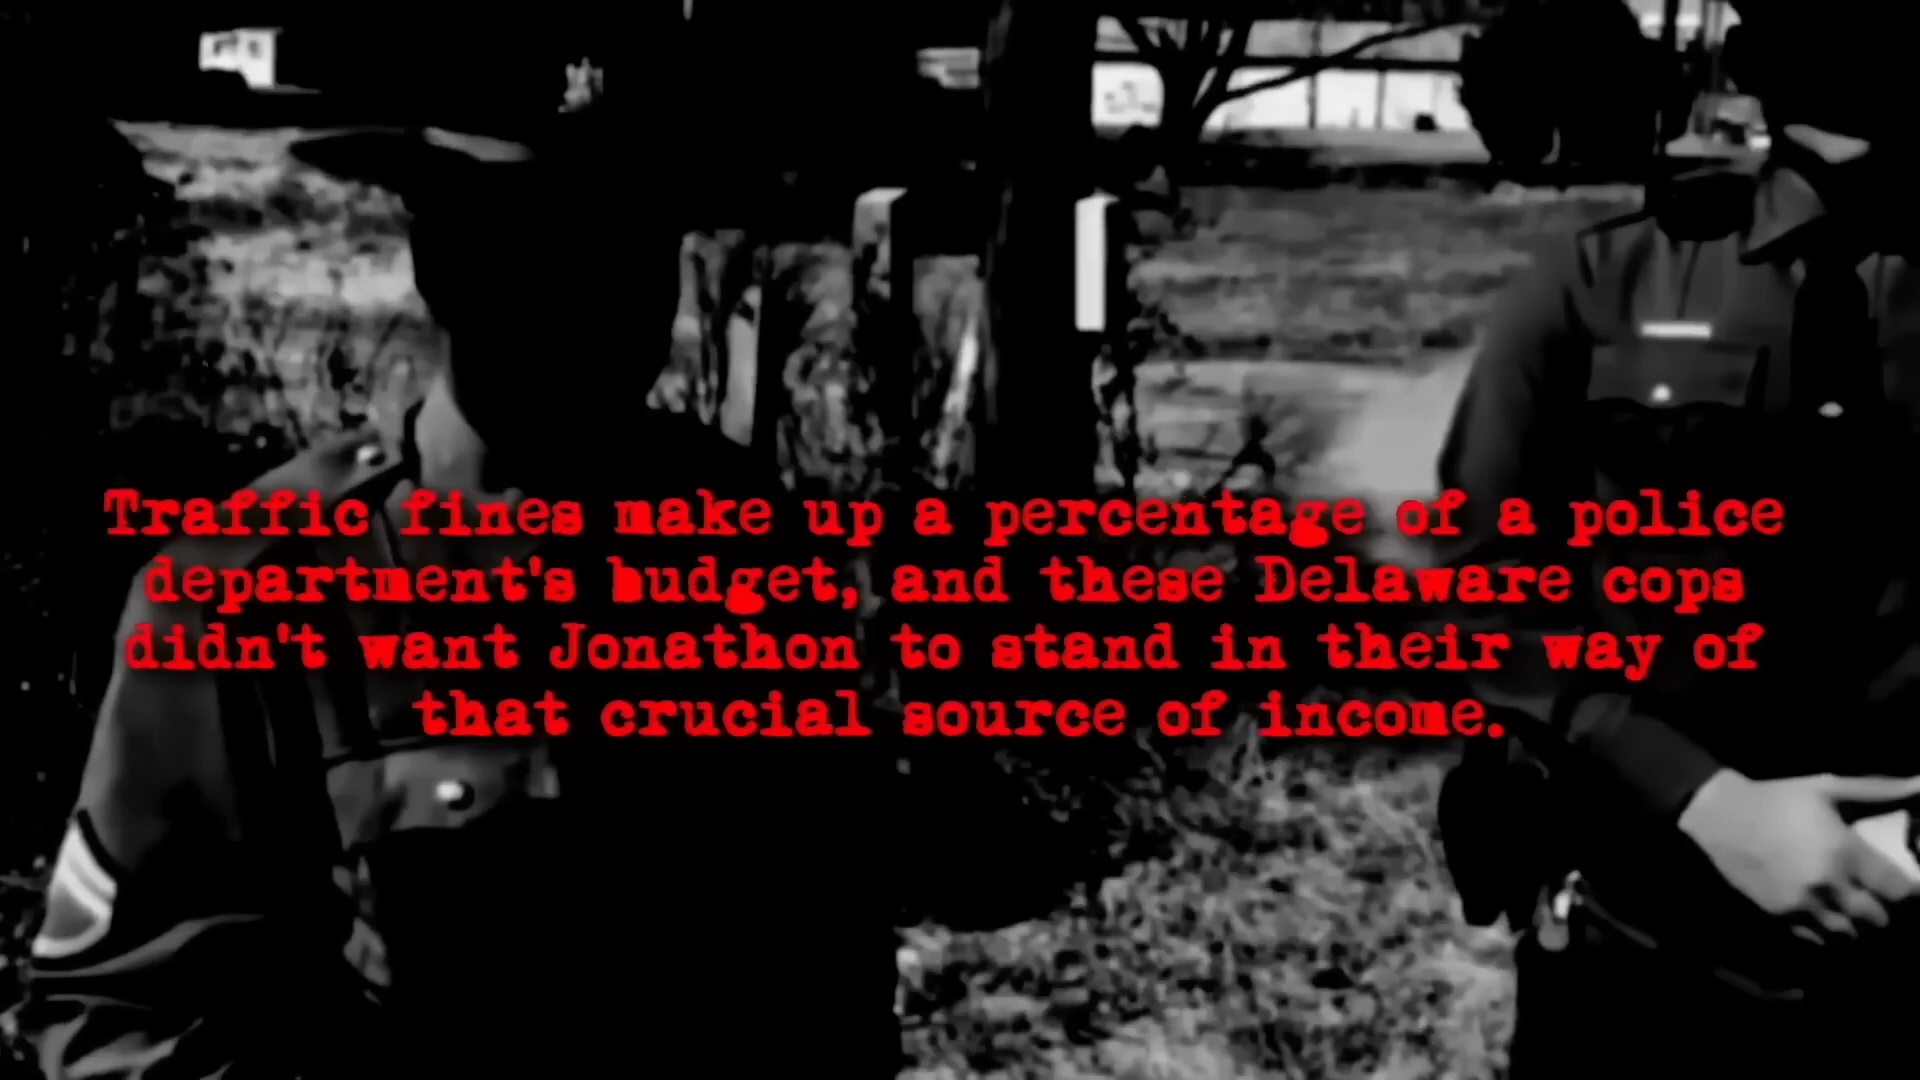 Traffic fines make up a percentage of a police
department's budget, and these Delaware cops
didn't want Jonathon to stand in their way of
that crucial source of income.